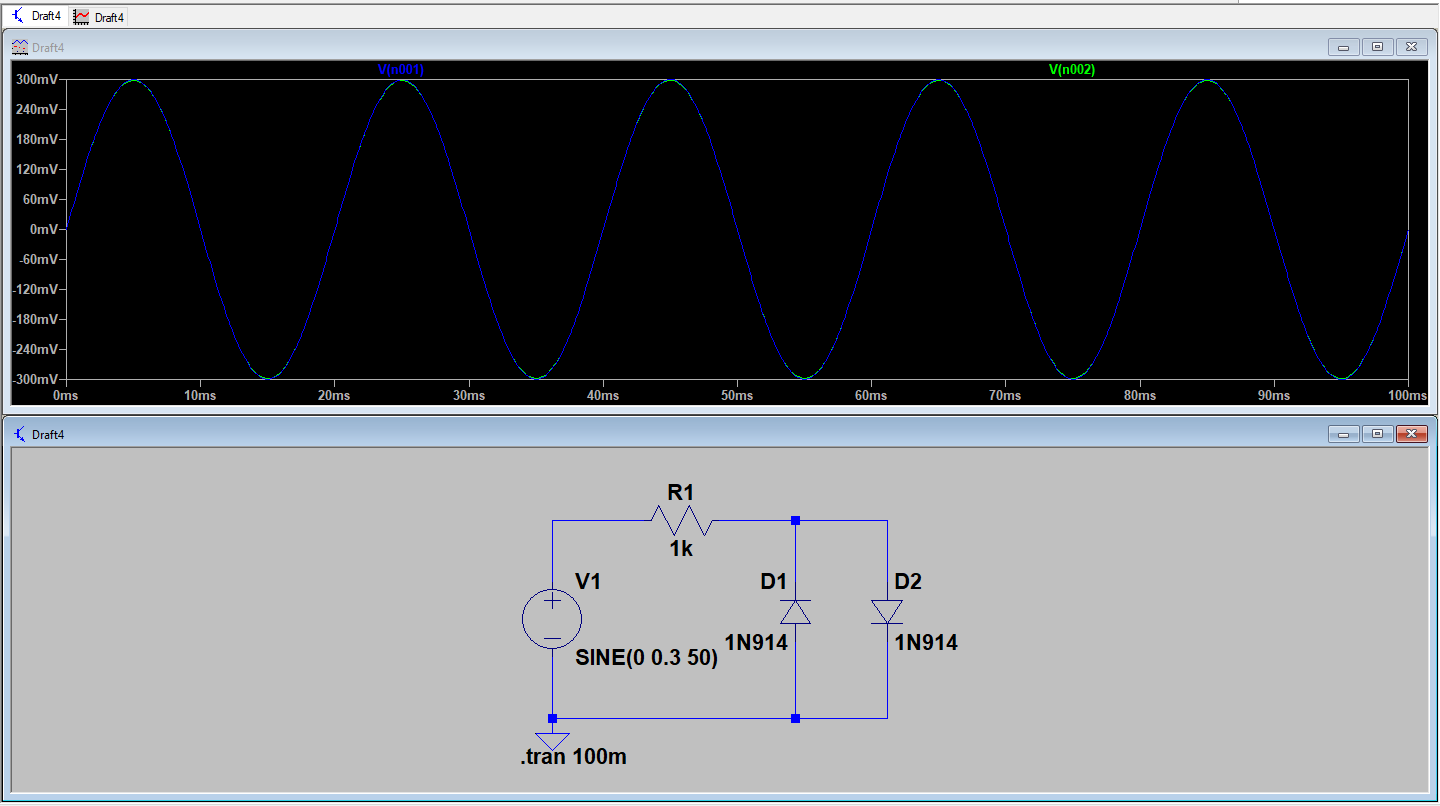 Draft4 Draft4
Draft4
V(n001) V(n002)
300mV
240mV
180mV
120mV
60mV
0mV
-60mV
-120mV
-180mV
-240mV
-300mV
0ms 10ms 20ms 30ms 40ms 50ms 60ms 70ms 80ms 90ms 100ms
Draft4
R1
1k
V1 D1 D2
1N914 1N914
SINE(0 0.3 50)
.tran 100m